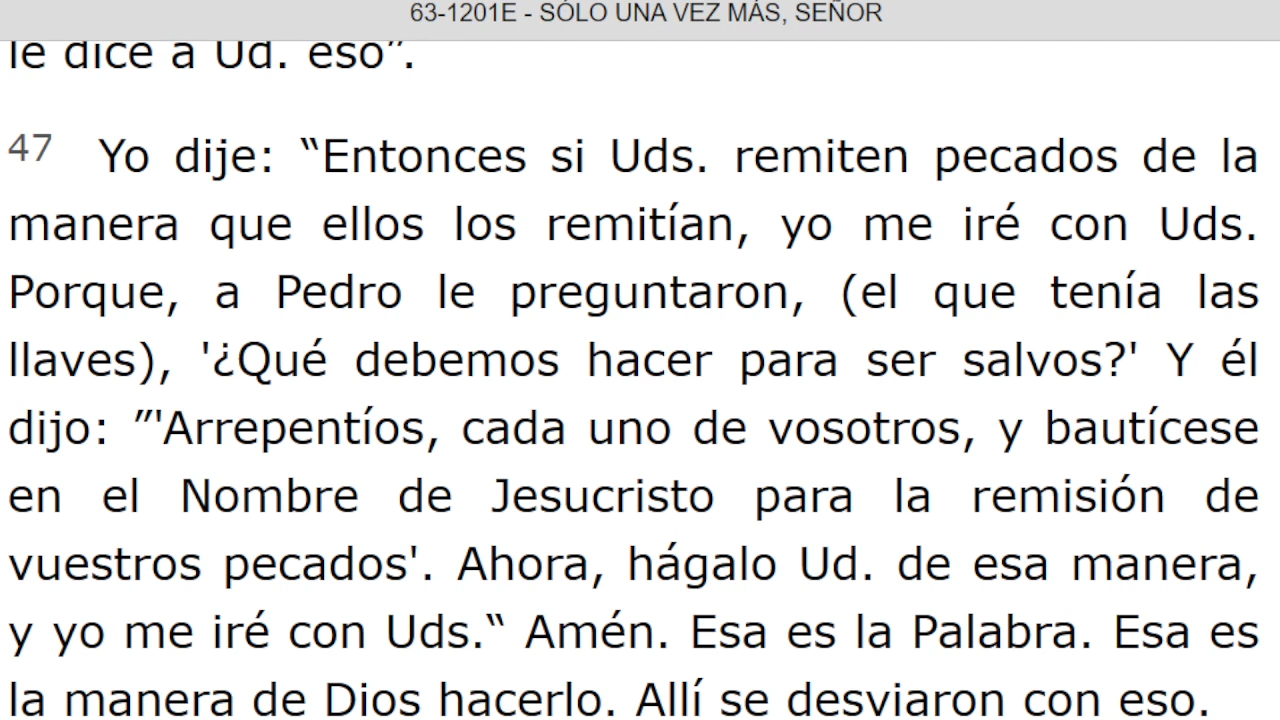 63-1201E - SÓLO UNA VEZ MÁS, SEÑOR
le dice a Ud. eso”.
47 Yo dije: “Entonces si Uds. remiten pecados de la
manera que ellos los remitían, yo me iré con Uds.
Porque, a Pedro le preguntaron, (el que tenía las
llaves), '¿Qué debemos hacer para ser salvos?' Y él
dijo: ”'Arrepentíos, cada uno de vosotros, y bautícese
en el Nombre de Jesucristo para la remisión de
vuestros pecados'. Ahora, hágalo Ud. de esa manera,
y yo me iré con Uds.“ Amén. Esa es la Palabra. Esa es
la manera de Dios hacerlo. Allí se desviaron con eso.